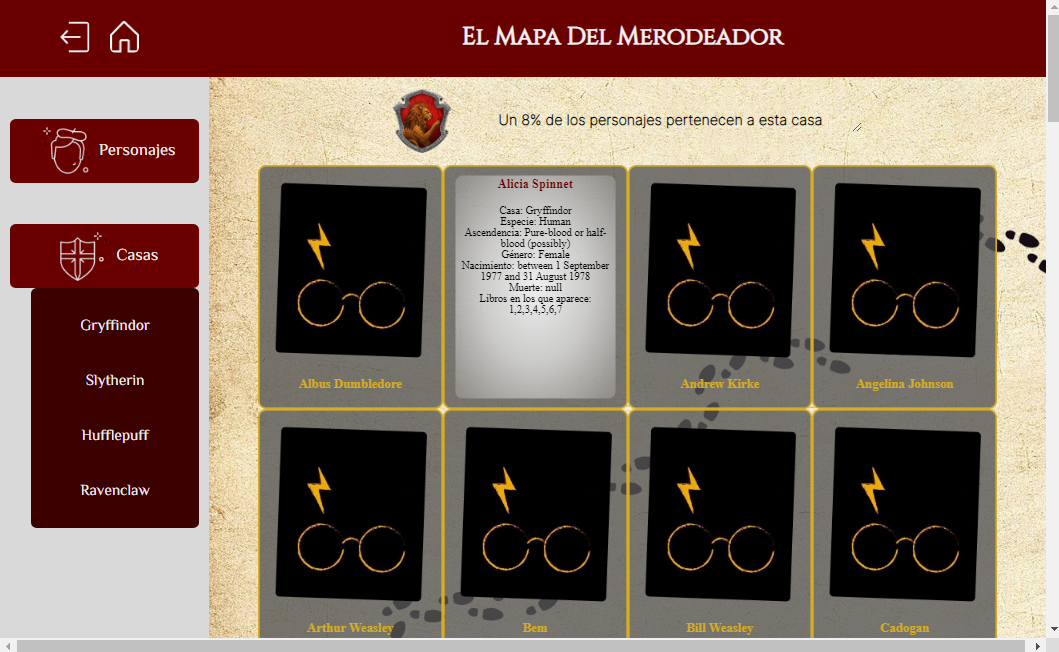 El Mapa Del Merodeador
Personajes
Casas
Gryffindor
Slytherin
Hufflepuff
Ravenclaw
Un 8% de los personajes pertenecen a esta casa
Albus Dumbledore
Alicia Spinnet
Casa: Gryffindor
Especie: Human
Ascendencia: Pure-blood or half-
blood (possibly)
Género: Female
Nacimiento: between 1 September
1977 and 31 August 1978
Muerte: null
Libros en los que aparece:
1,2,3,4,5,6,7
Andrew Kirke
Angelina Johnson
Arthur Weasley
Bem
Bill Weasley
Cadogan